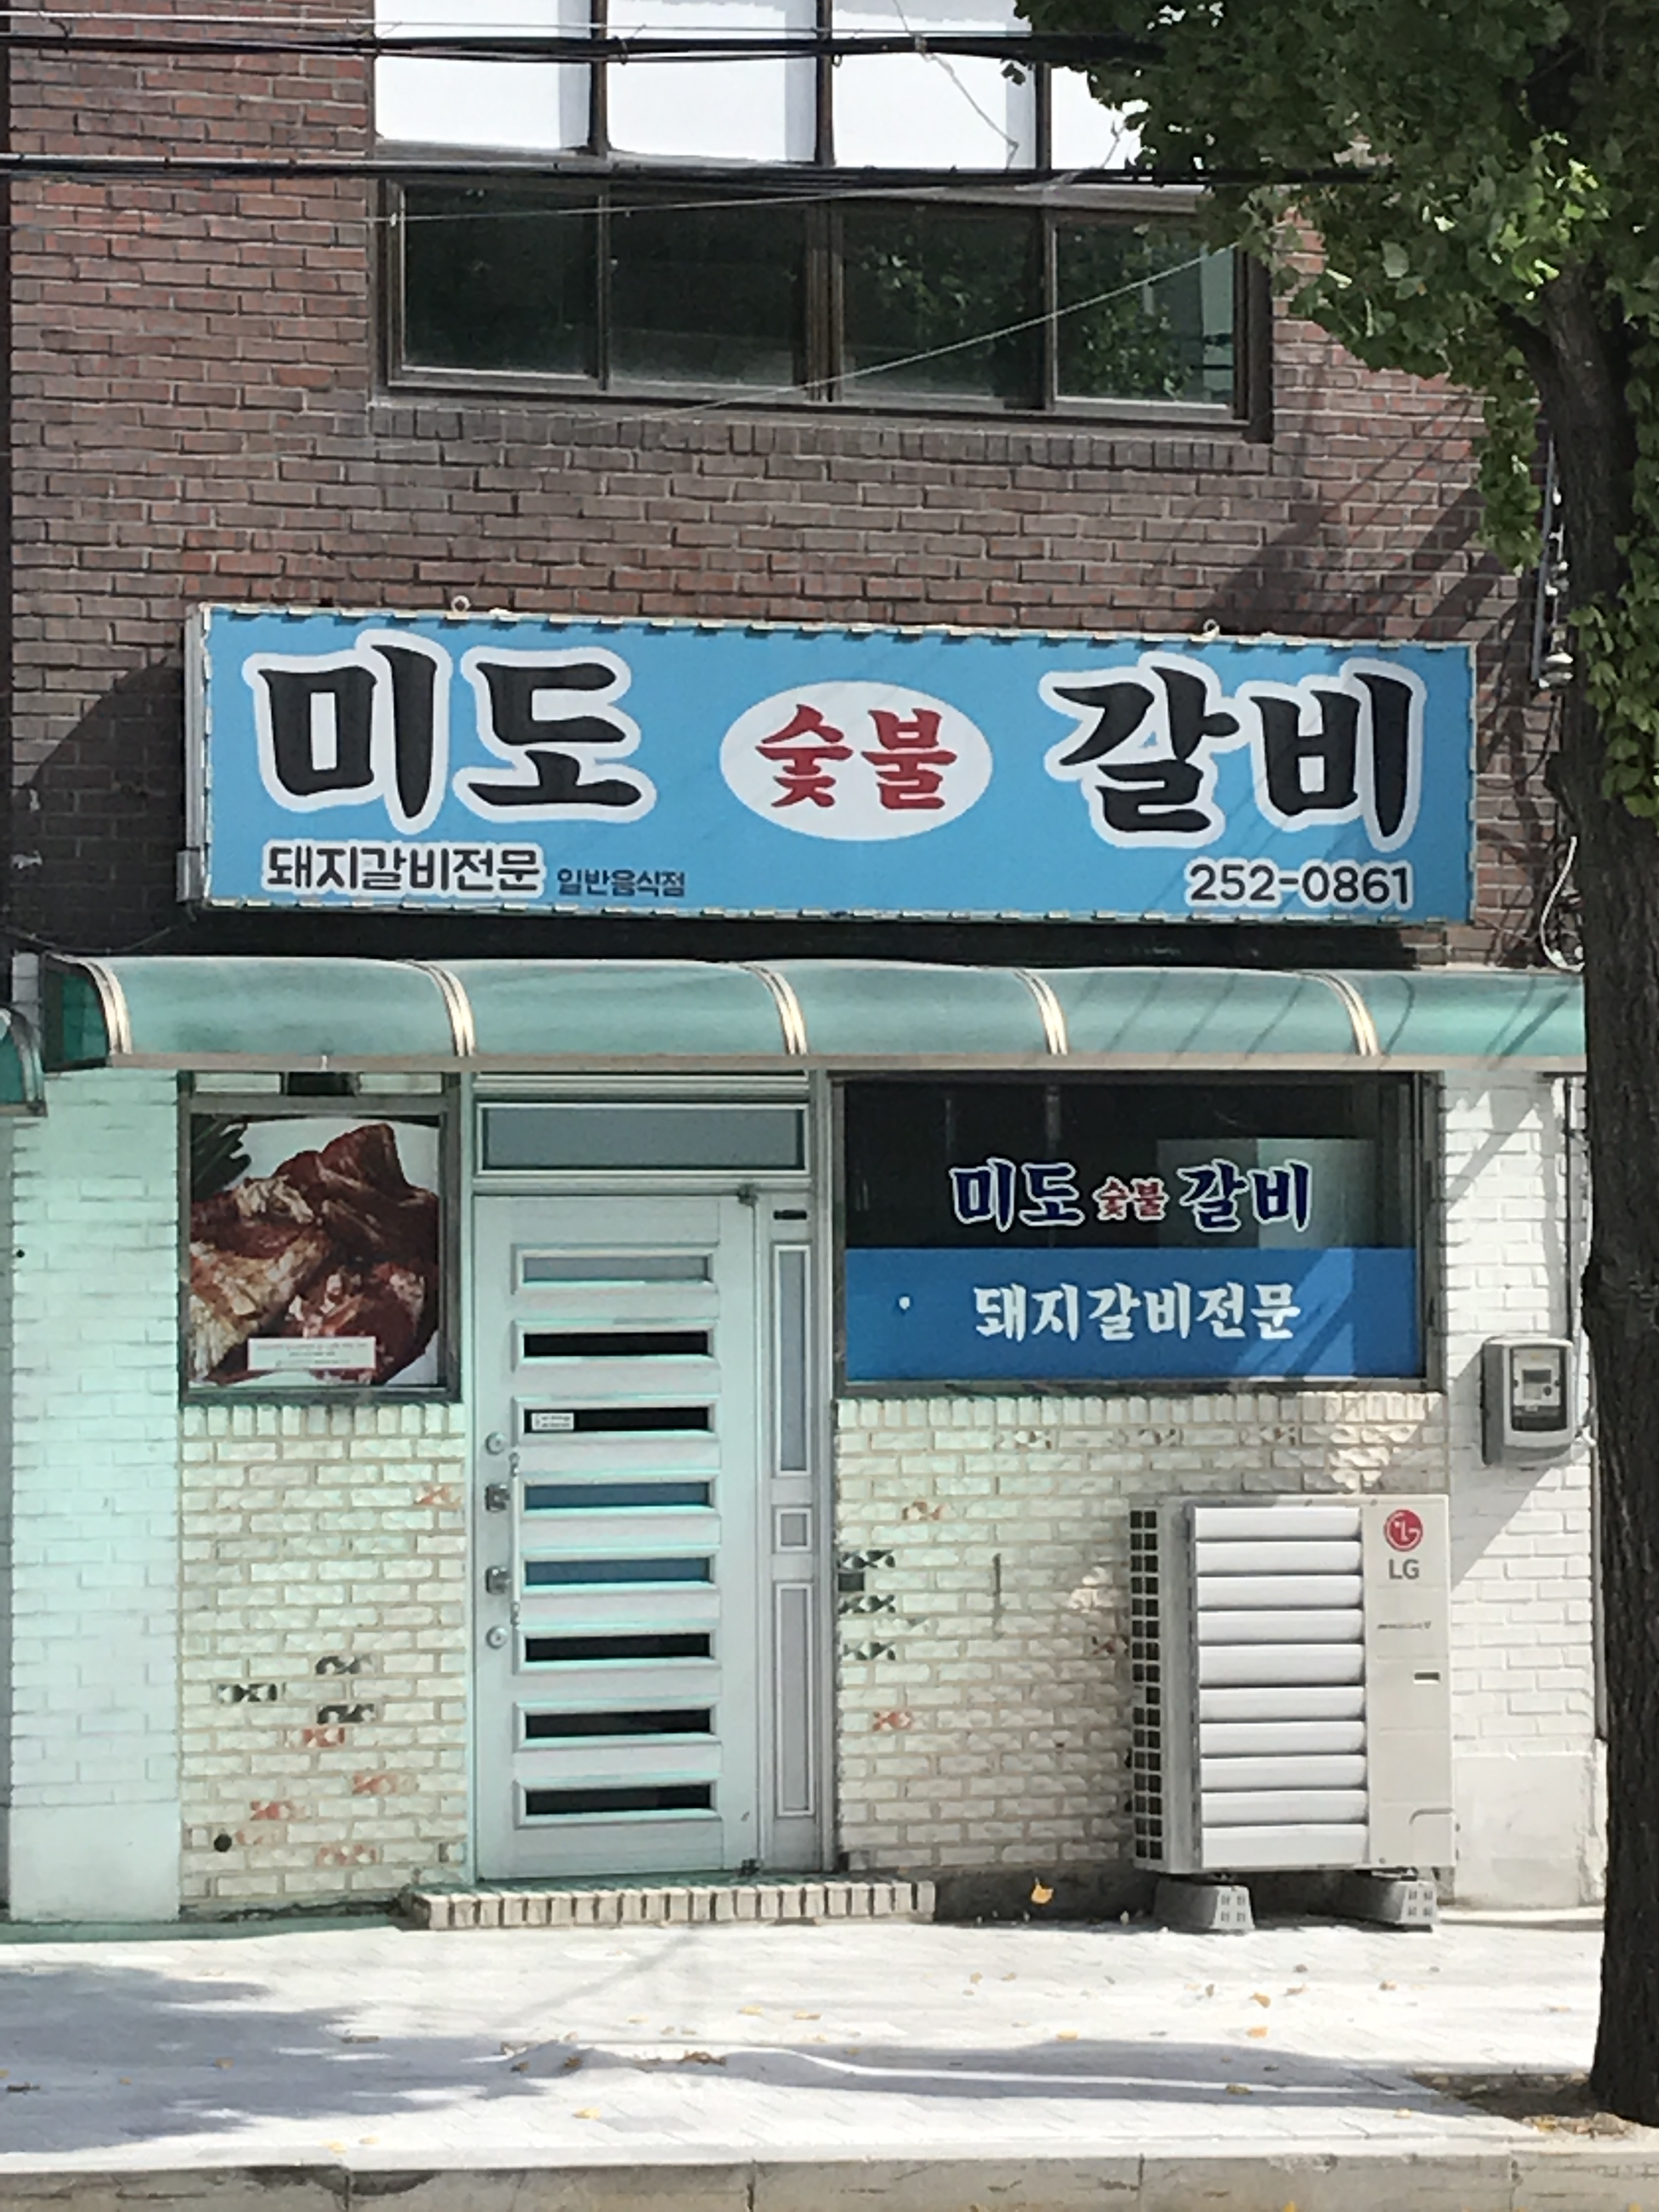 미도 숯불 갈비
돼지갈비전문 일반음식점 252-0861
미도 숯불 갈비
돼지갈비전문
LG